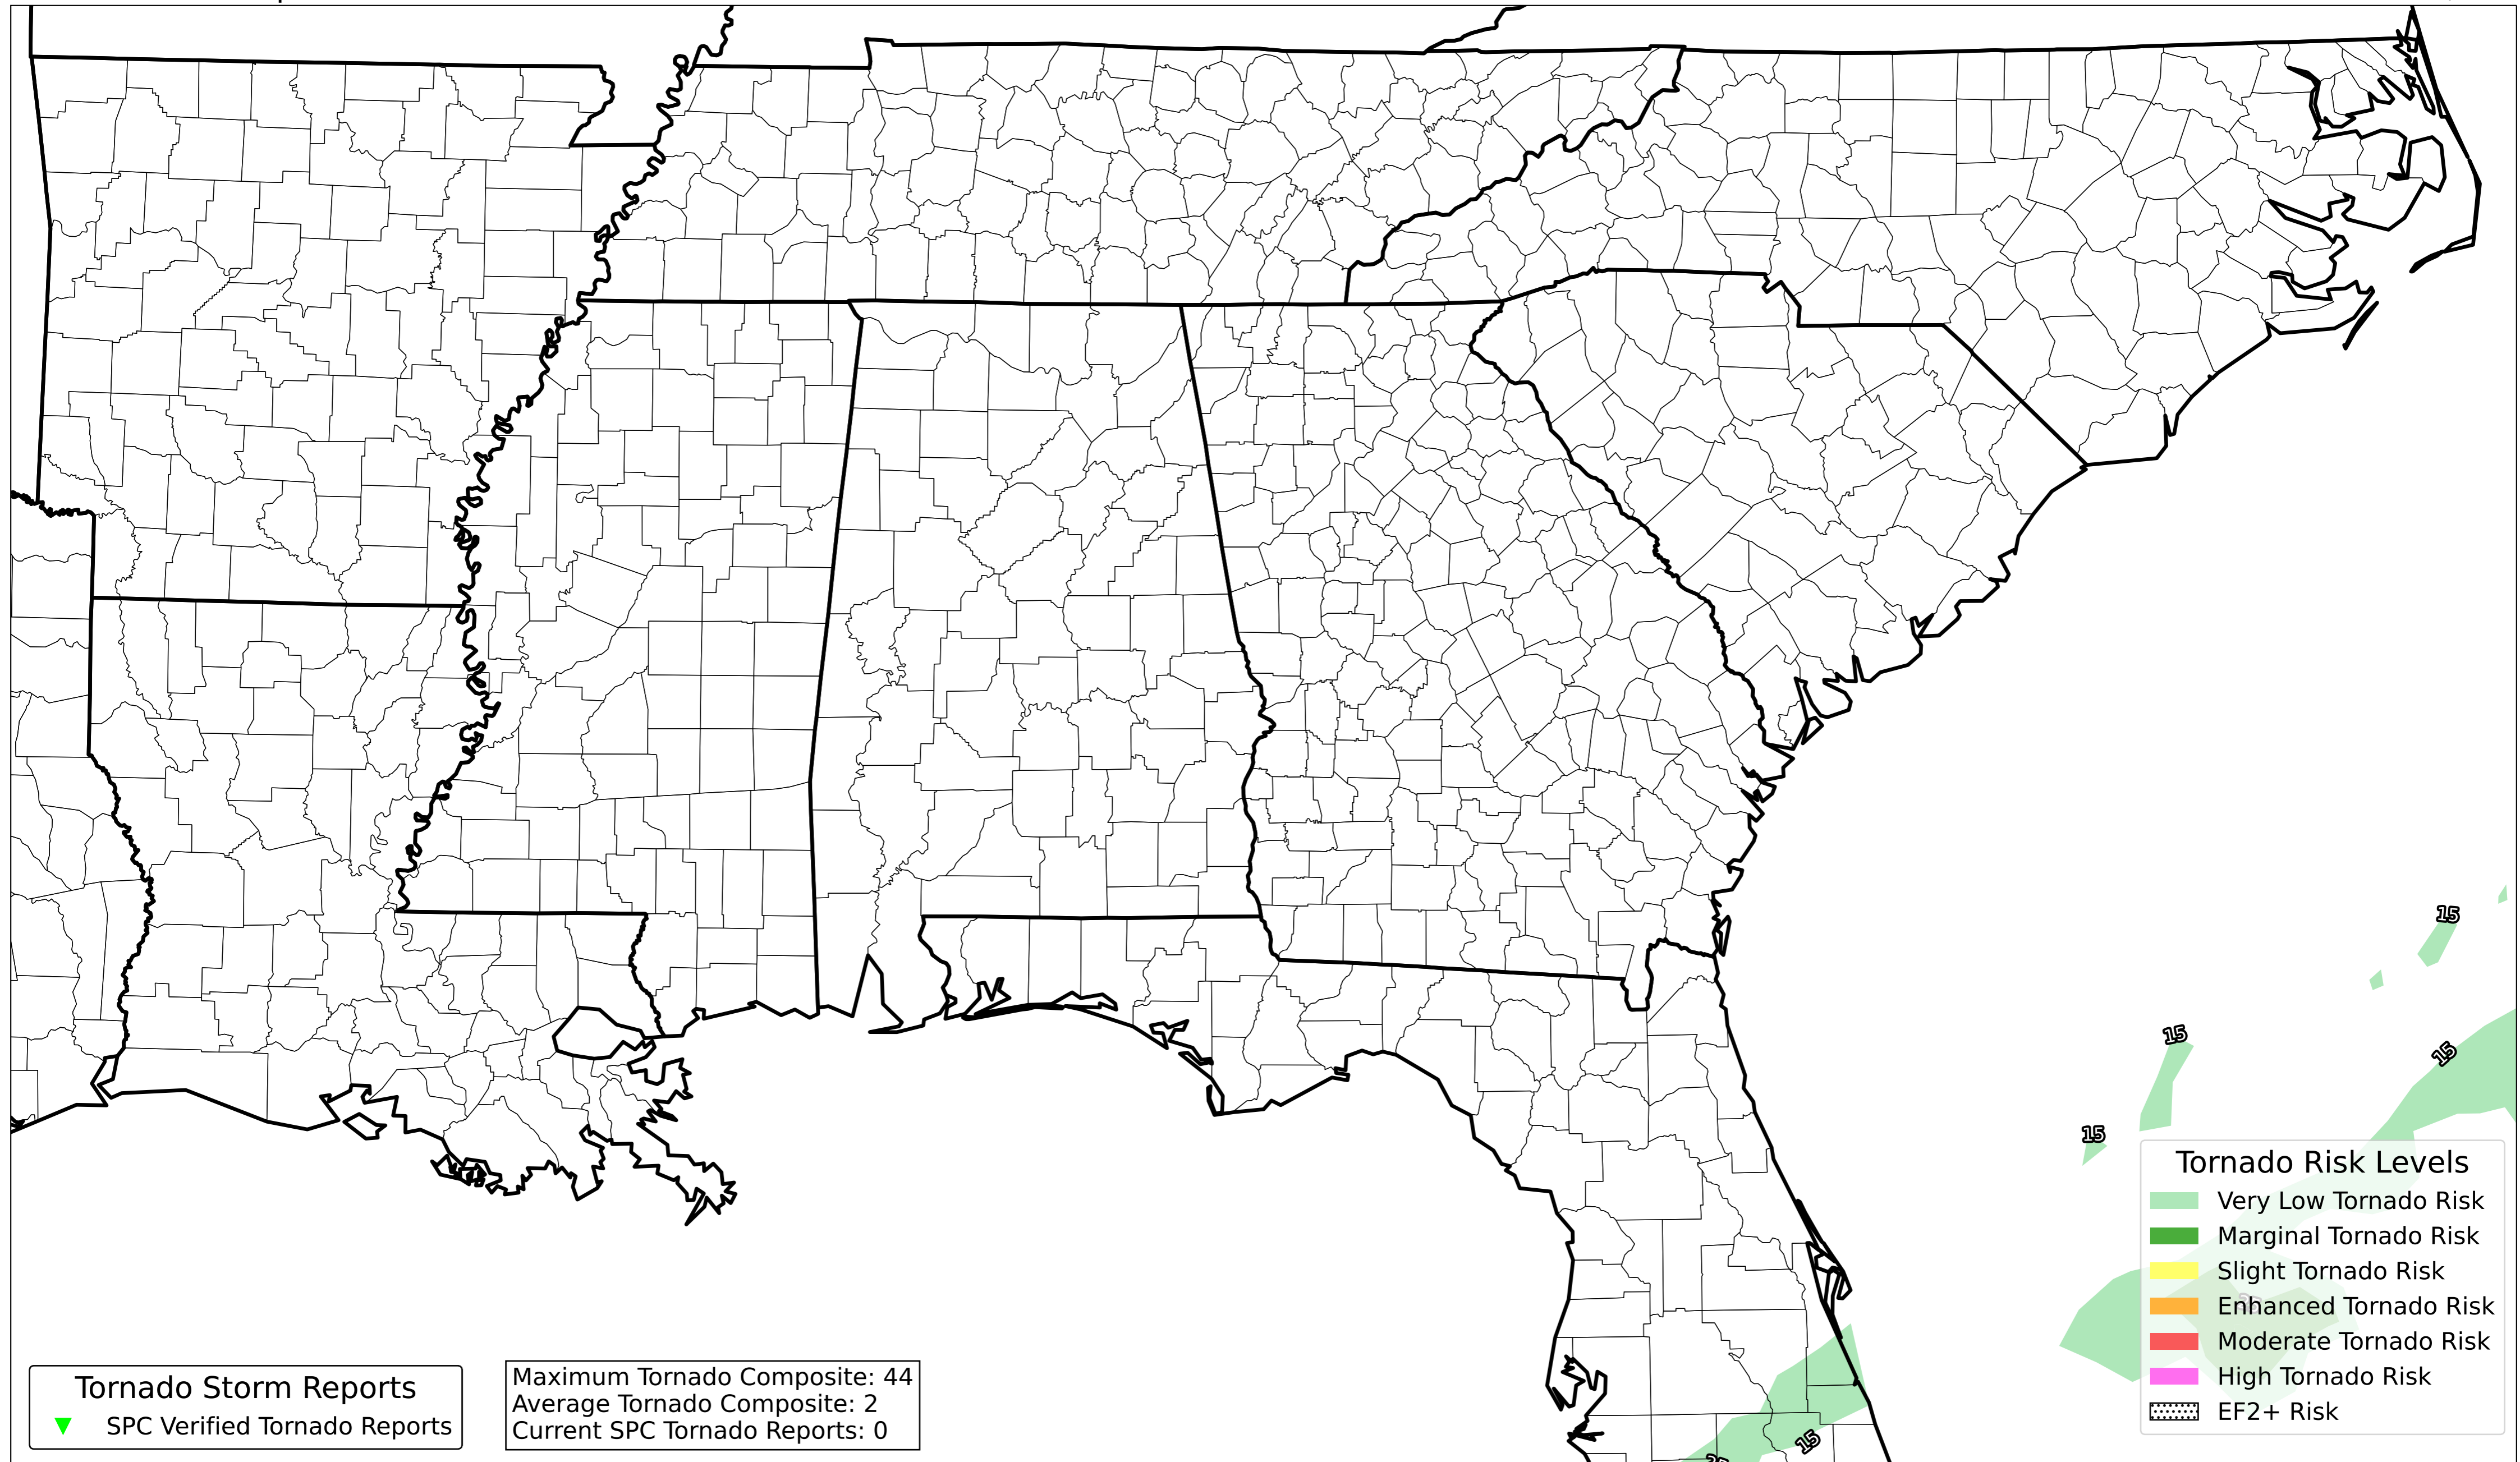 15
15
15
15
Tornado Risk Levels
Very Low Tornado Risk
Marginal Tornado Risk
Slight Tornado Risk
Enhanced Tornado Risk
Moderate Tornado Risk
High Tornado Risk
EF2+ Risk
Tornado Storm Reports
SPC Verified Tornado Reports
Maximum Tornado Composite: 44
Average Tornado Composite: 2
Current SPC Tornado Reports: 0
15